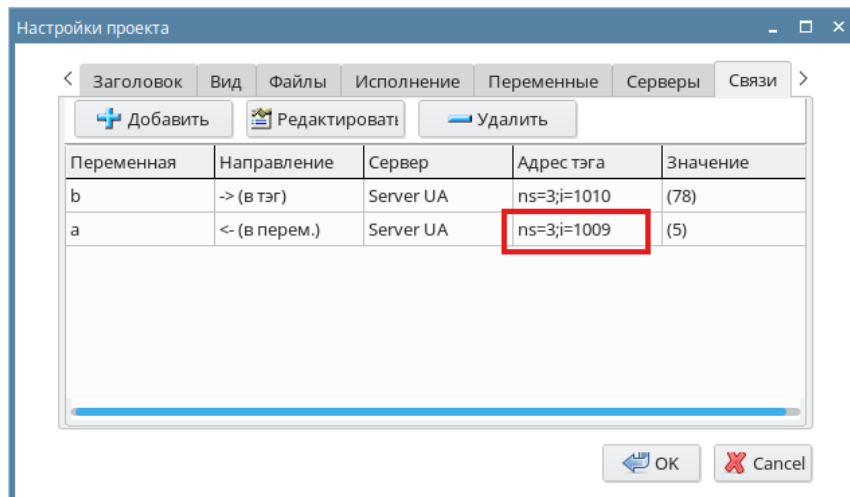 Настройки проекта
Заголовок Вид Файлы Исполнение Переменные Серверы Связи
Добавить Редактироват Удалить
Переменная Направление Сервер Адрес тэга Значение
b -> (в тэг) Server UA ns=3;i=1010 (78)
a <- (в перем.) Server UA ns=3;i=1009 (5)
OK Cancel